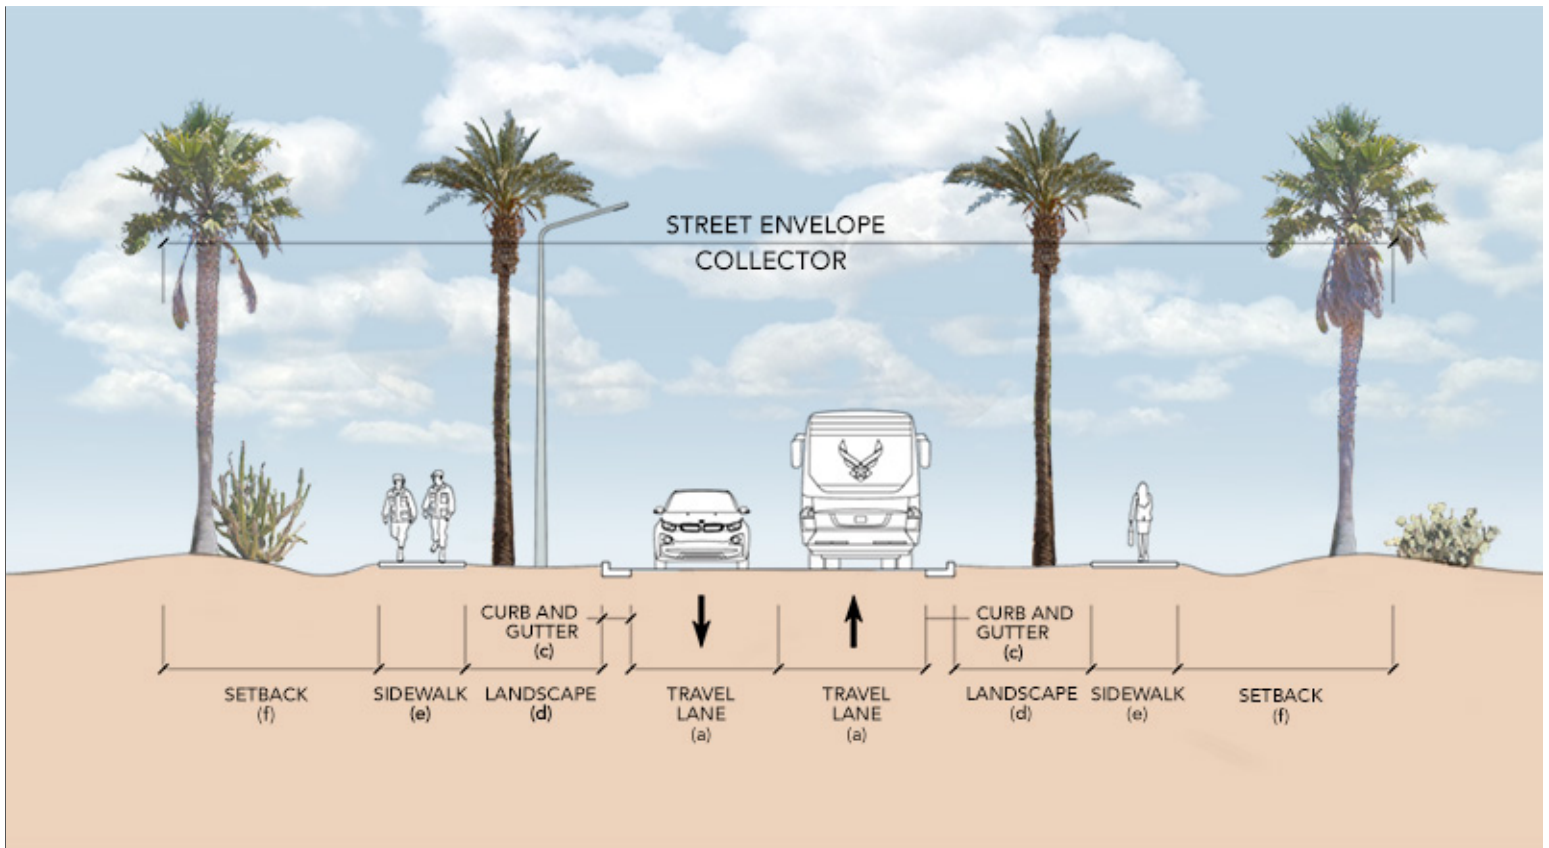 STREET ENVELOPE
COLLECTOR
CURB AND
GUTTER
(c)
CURB AND
GUTTER
(c)
SETBACK
(f)
SIDEWALK
(e)
LANDSCAPE
(d)
TRAVEL
LANE
(a)
TRAVEL
LANE
(a)
LANDSCAPE
(d)
SIDEWALK
(e)
SETBACK
(f)